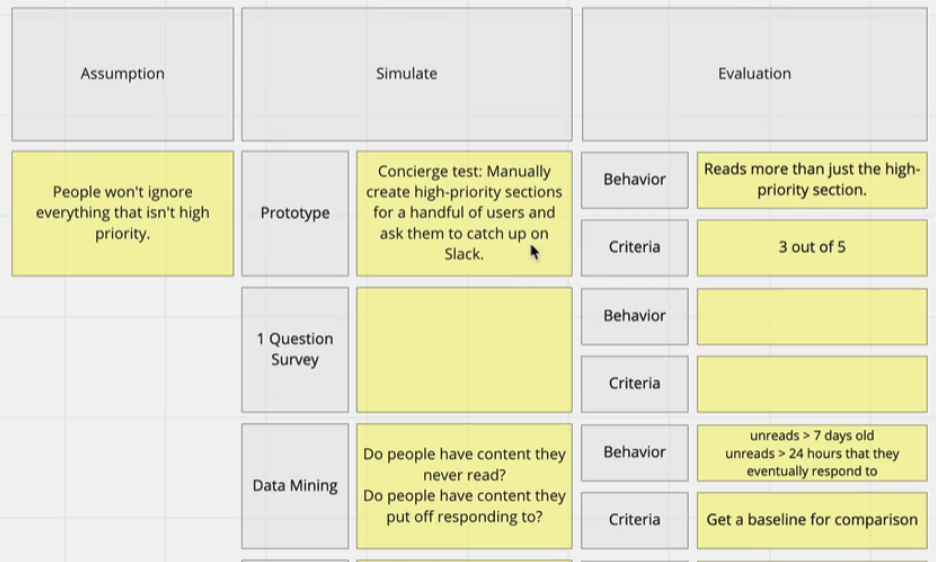 Assumption
Simulate
Evaluation
People won't ignore
everything that isn't high
priority.
Prototype
Concierge test: Manually
create high-priority sections
for a handful of users and
ask them to catch up on
Slack.
Behavior
Reads more than just the high-
priority section.
Criteria
3 out of 5
1 Question
Survey
Behavior
Criteria
Data Mining
Do people have content they
never read?
Do people have content they
put off responding to?
Behavior
unreads > 7 days old
unreads > 24 hours that they
eventually respond to
Criteria
Get a baseline for comparison